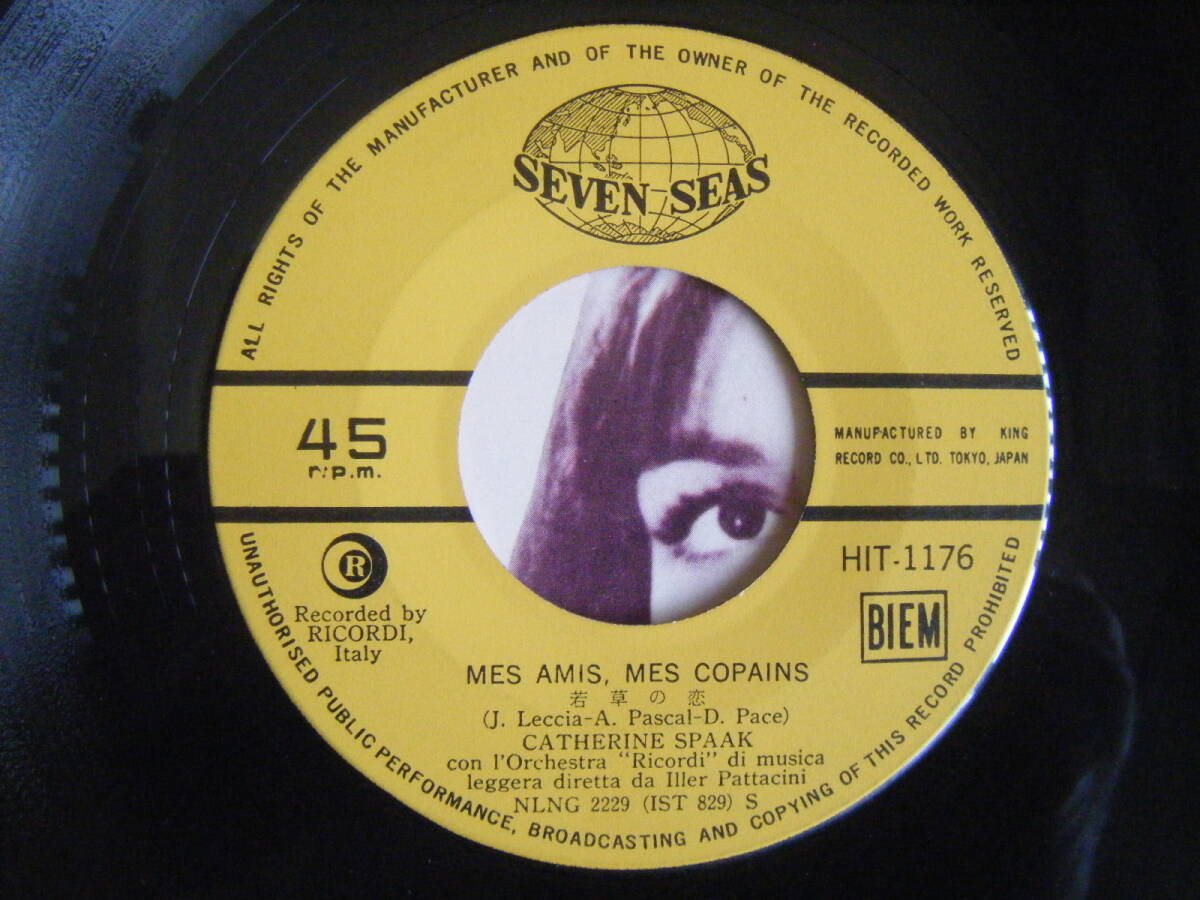 ALL RIGHTS OF THE MANUFACTURER AND OF THE OWNER OF THE RECORDED WORK RESERVED
SEVEN SEAS
45
r.p.m.
MANUFACTURED BY KING
RECORD CO., LTD. TOKYO, JAPAN
R
Recorded by
RICORDI,
Italy
HIT-1176
BIEM
MES AMIS, MES COPAINS
若草の恋
(J. Leccia-A. Pascal-D. Pace)
CATHERINE SPAAK
con l'Orchestra "Ricordi" di musica
leggera diretta da Iller Pattacini
NLNG 2229 (IST 829) S
UNAUTHORISED PUBLIC PERFORMANCE, BROADCASTING AND COPYING OF THIS RECORD PROHIBITED